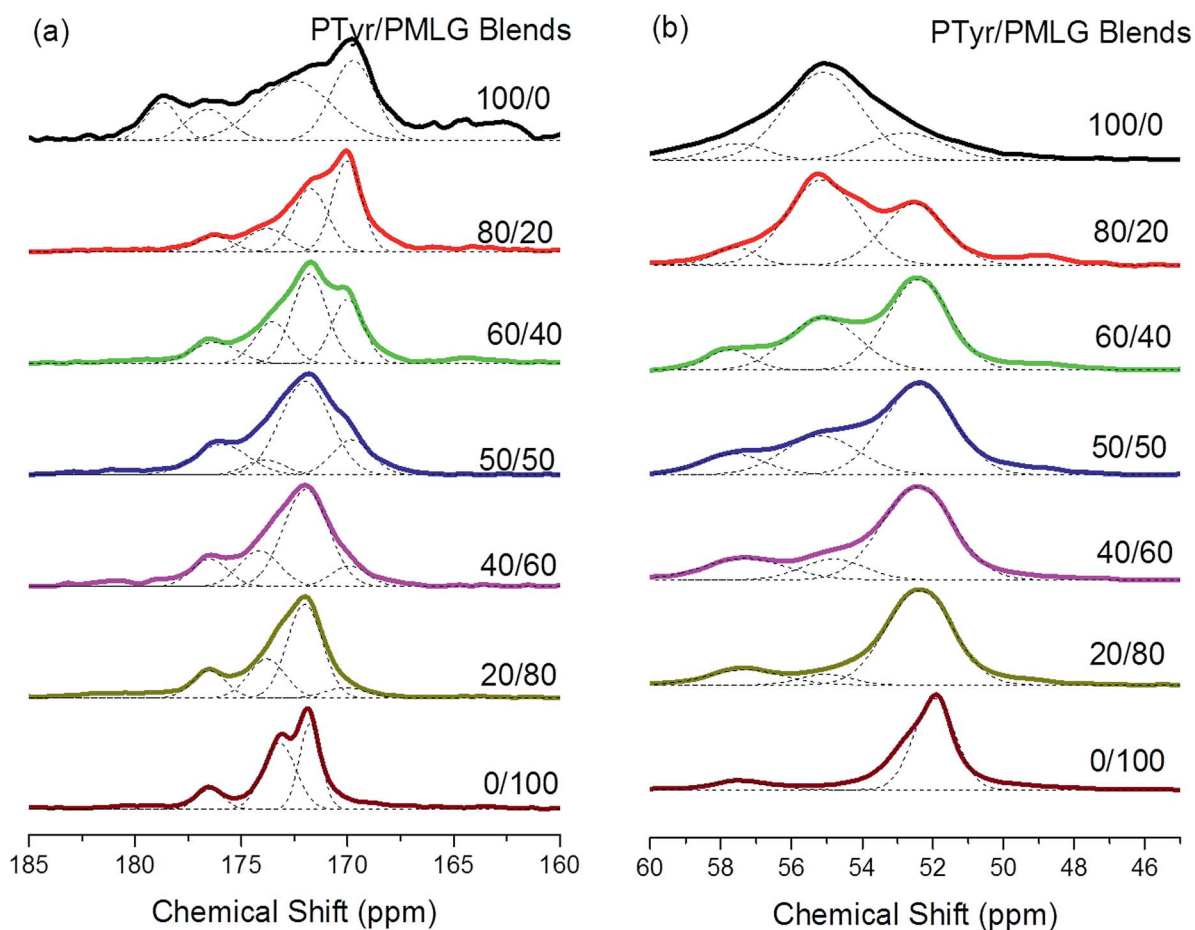 (a)
PTyr/PMLG Blends
100/0
80/20
60/40
50/50
40/60
20/80
0/100
185 180 175 170 165 160
Chemical Shift (ppm)
(b)
PTyr/PMLG Blends
100/0
80/20
60/40
50/50
40/60
20/80
0/100
60 58 56 54 52 50 48 46
Chemical Shift (ppm)